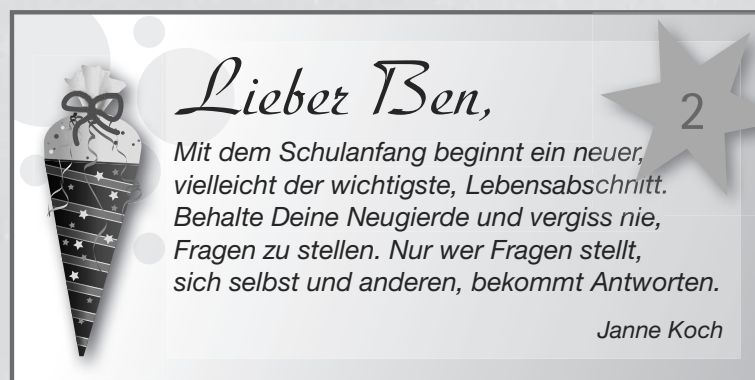 Lieber Ben,
2
Mit dem Schulanfang beginnt ein neuer,
vielleicht der wichtigste, Lebensabschnitt.
Behalte Deine Neugierde und vergiss nie,
Fragen zu stellen. Nur wer Fragen stellt,
sich selbst und anderen, bekommt Antworten.
Janne Koch